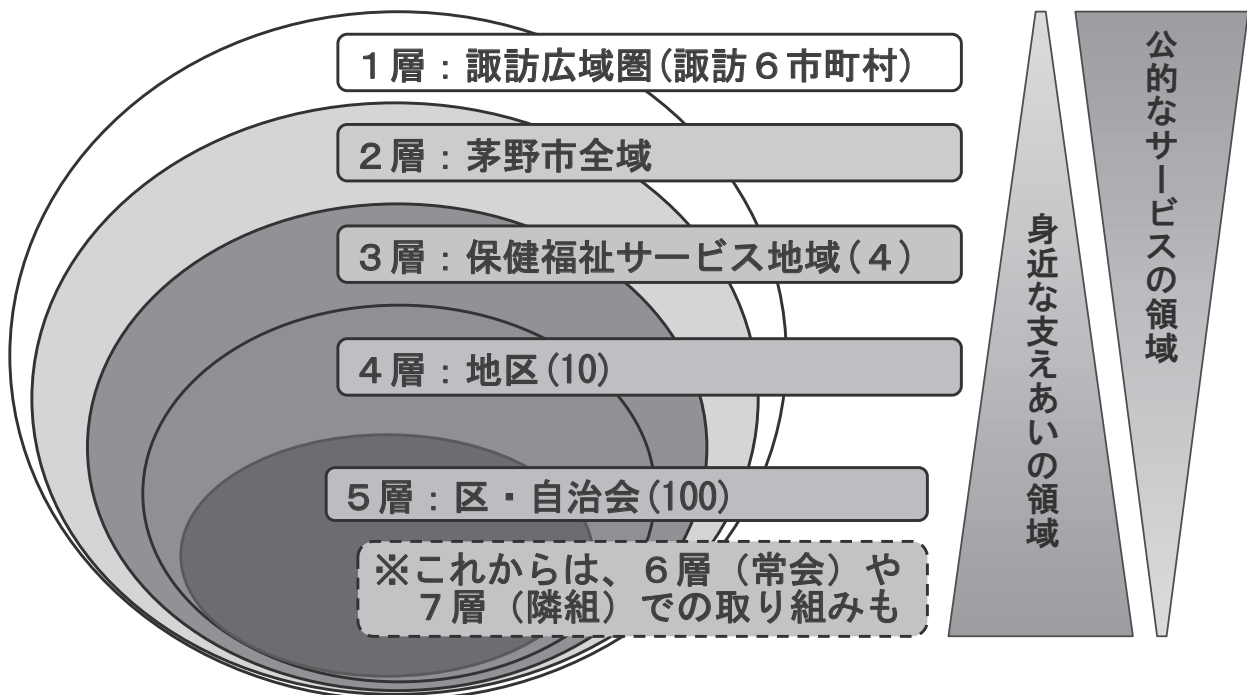 1層：諏訪広域圏(諏訪６市町村)
２層：茅野市全域
３層：保健福祉サービス地域(４)
４層：地区(10)
５層：区・自治会(100)
※これからは、６層（常会）や
７層（隣組）での取り組みも
身近な支えあいの領域
公的なサービスの領域